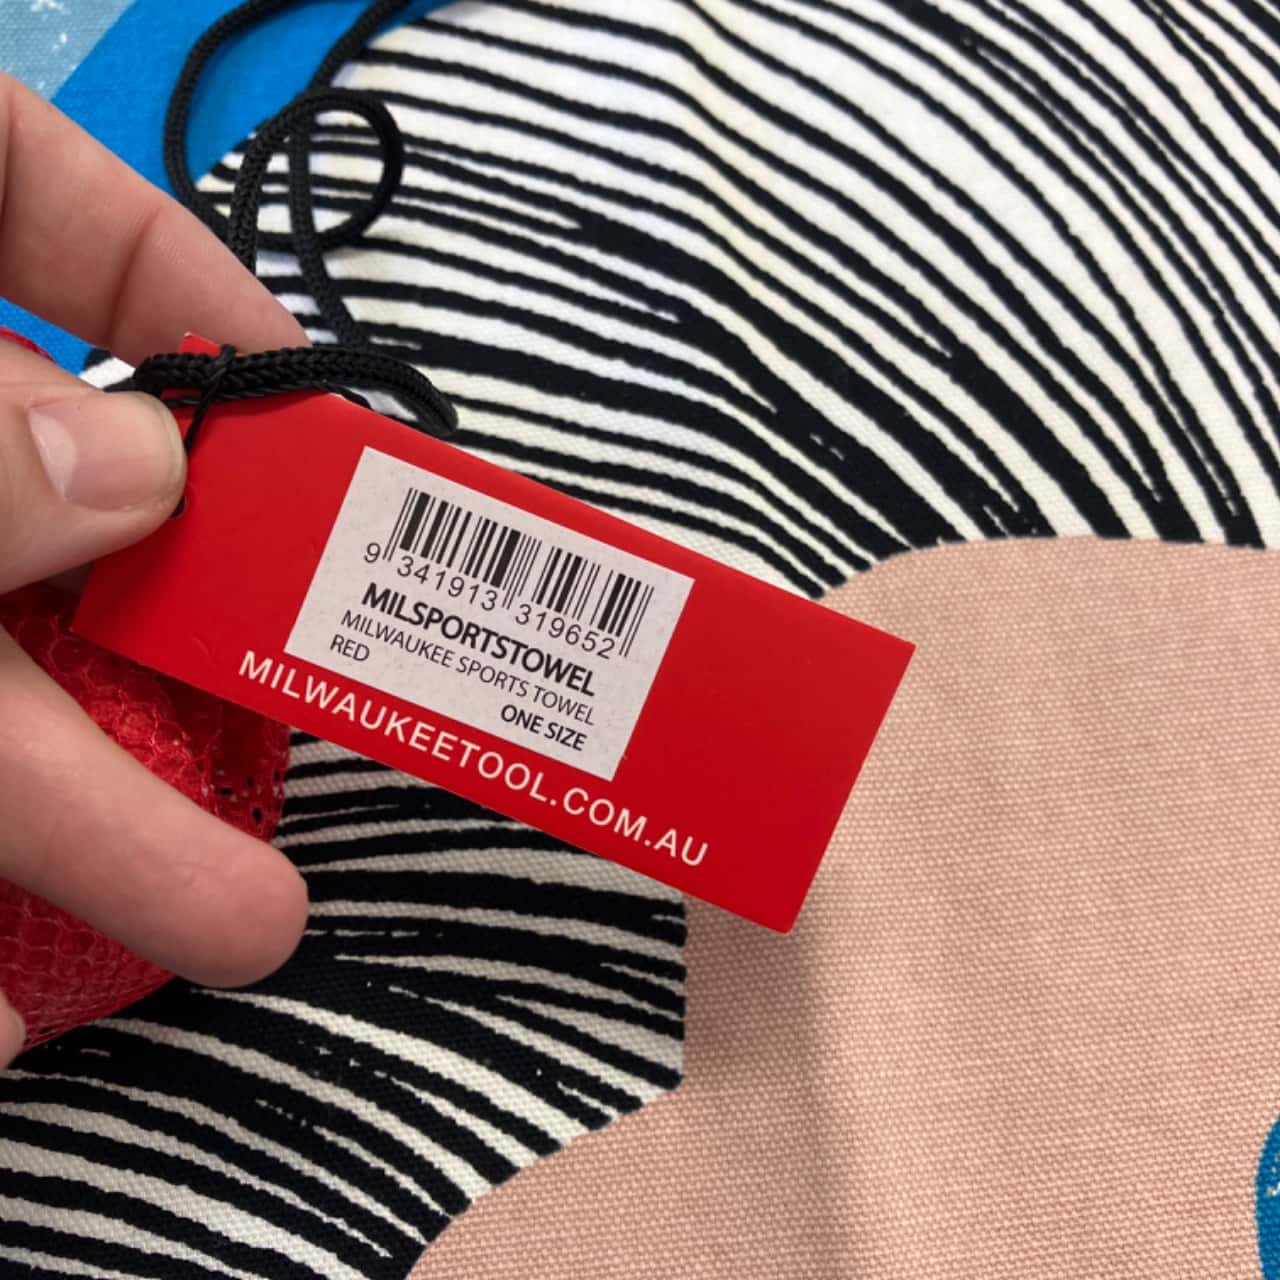 9 341913 319652
MILSPORTSTOWEL
MILWAUKEE SPORTS TOWEL
RED
ONE SIZE
MILWAUKEETOOL.COM.AU